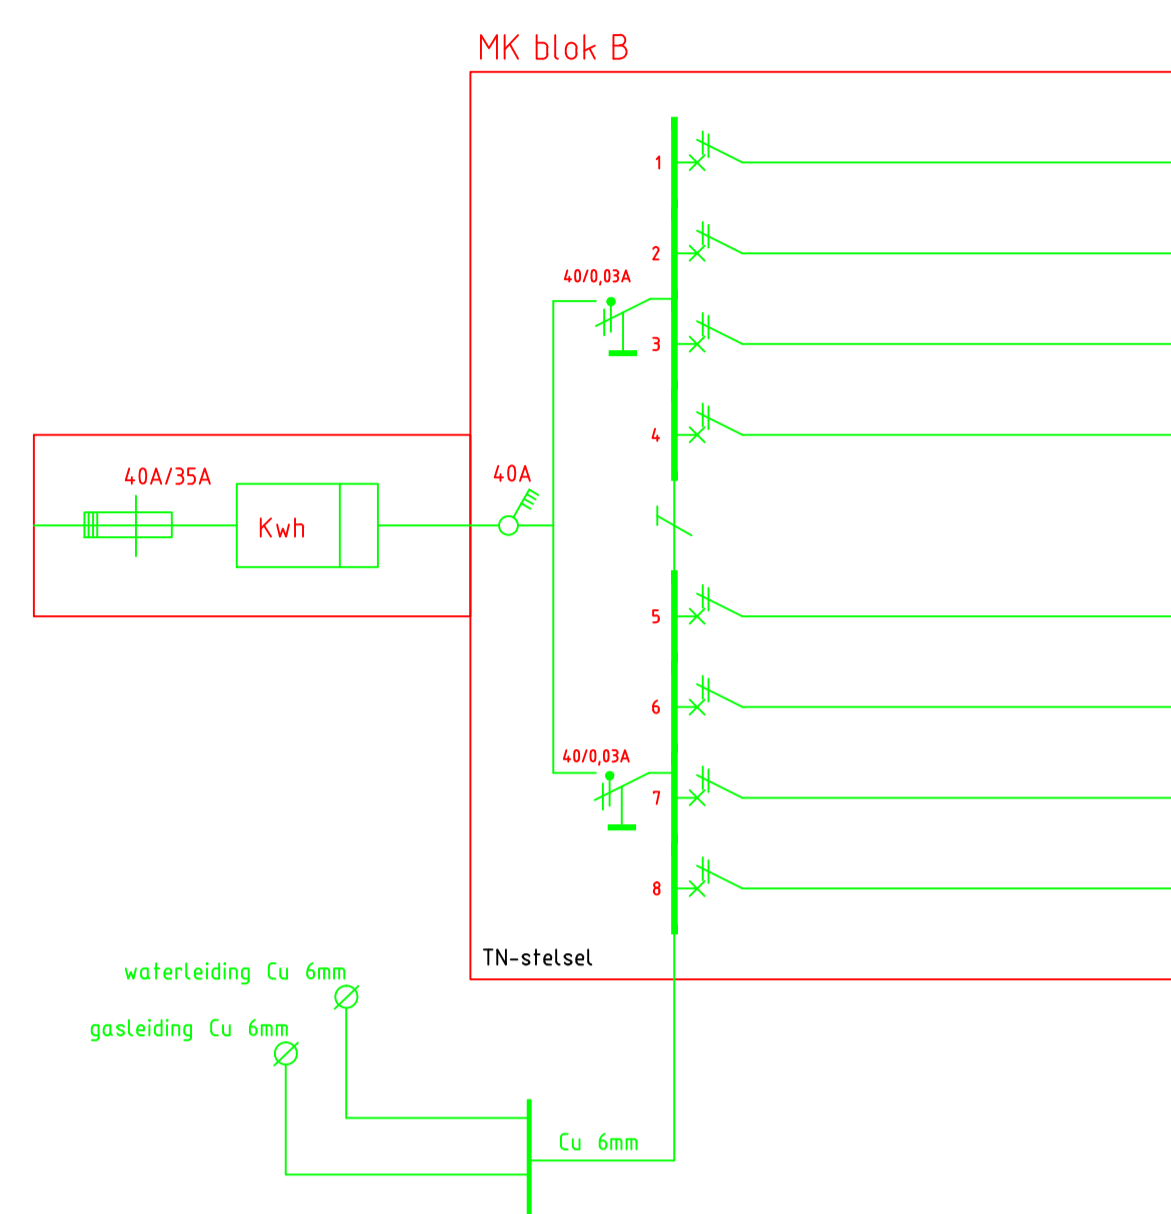 MK blok B
1
2
40/0,03A
3
4
40A/35A
40A
Kwh
5
6
40/0,03A
7
8
TN-stelsel
waterleiding Cu 6mm
gasleiding Cu 6mm
Cu 6mm